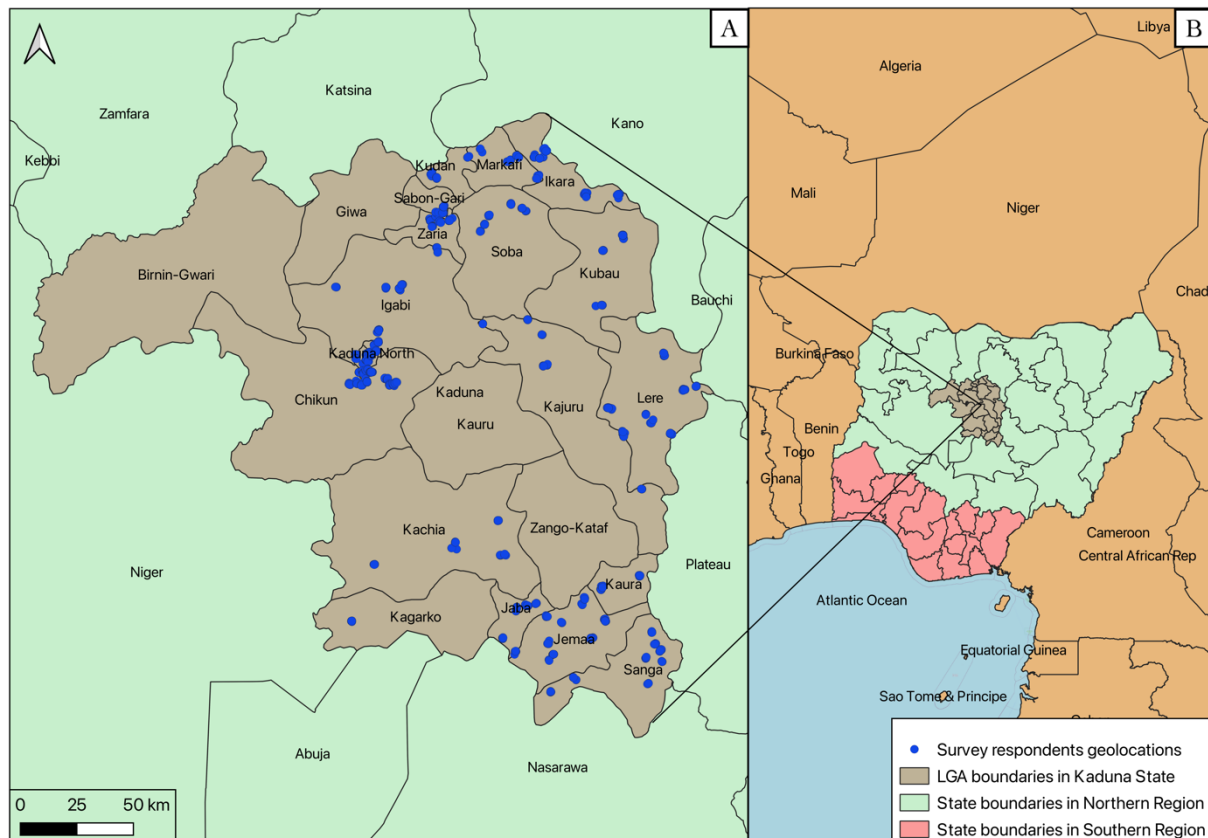 A
B
Libya
Algeria
Katsina
Zamfara
Kano
Kebbi
Kudan
Markafi
Ikara
Mali
Niger
Sabon-Gari
Giwa
Zaria
Soba
Birnin-Gwari
Kubau
Igabi
Bauchi
Chad
Kaduna North
Burkina Faso
Chikun
Kaduna
Kajuru
Lere
Kauru
Benin
Togo
Ghana
Kachia
Zango-Kataf
Cameroon
Central African Rep
Niger
Plateau
Kaura
Atlantic Ocean
Jaba
Kagarko
Jemaa
Sanga
Equatorial Guinea
Sao Tome & Principe
Abuja
Nasarawa
0 25 50 km
Survey respondents geolocations
LGA boundaries in Kaduna State
State boundaries in Northern Region
State boundaries in Southern Region